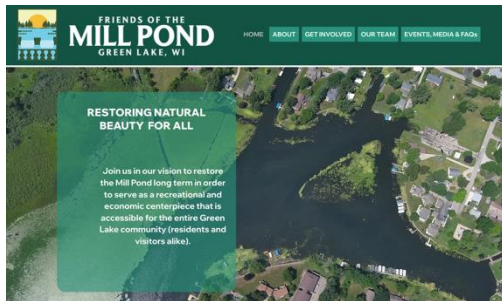 FRIENDS OF THE
MILL POND
GREEN LAKE, WI
HOME ABOUT GET INVOLVED OUR TEAM EVENTS, MEDIA & FAQs
RESTORING NATURAL
BEAUTY FOR ALL
Join us in our vision to restore
the Mill Pond long term in order
to serve as a recreational and
economic centerpiece that is
accessible for the entire Green
Lake community (residents and
visitors alike).